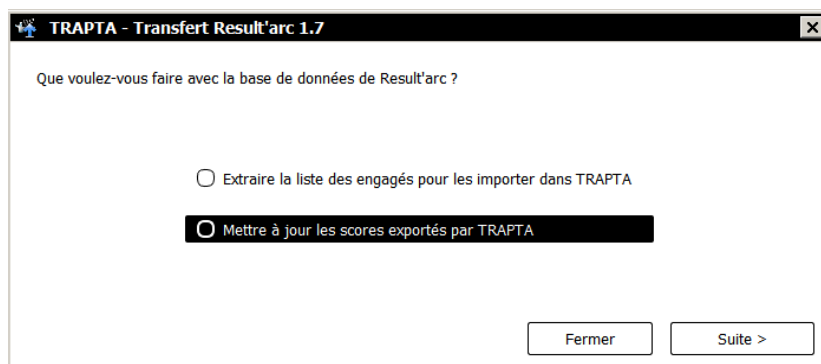 TRAPTA - Transfert Result'arc 1.7
Que voulez-vous faire avec la base de données de Result'arc ?
Extraire la liste des engagés pour les importer dans TRAPTA
Mettre à jour les scores exportés par TRAPTA
Fermer
Suite >